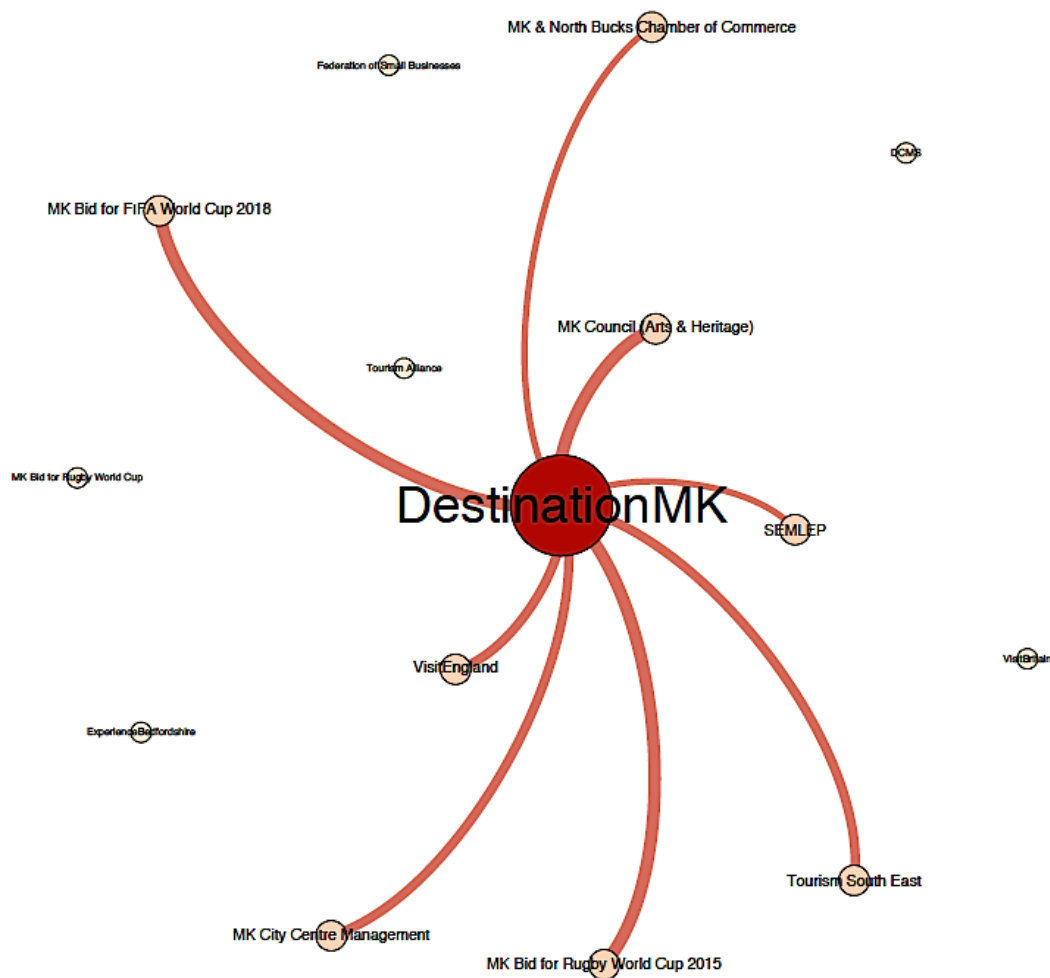 MK & North Bucks Chamber of Commerce
Federation of Small Businesses
DCMS
MK Bid for FIFA World Cup 2018
MK Council (Arts & Heritage)
Tourism Alliance
MK Bid for Rugby World Cup
DestinationMK
SEMLEP
VisitEngland
VisitBritain
ExperienceBedfordshire
Tourism South East
MK City Centre Management
MK Bid for Rugby World Cup 2015